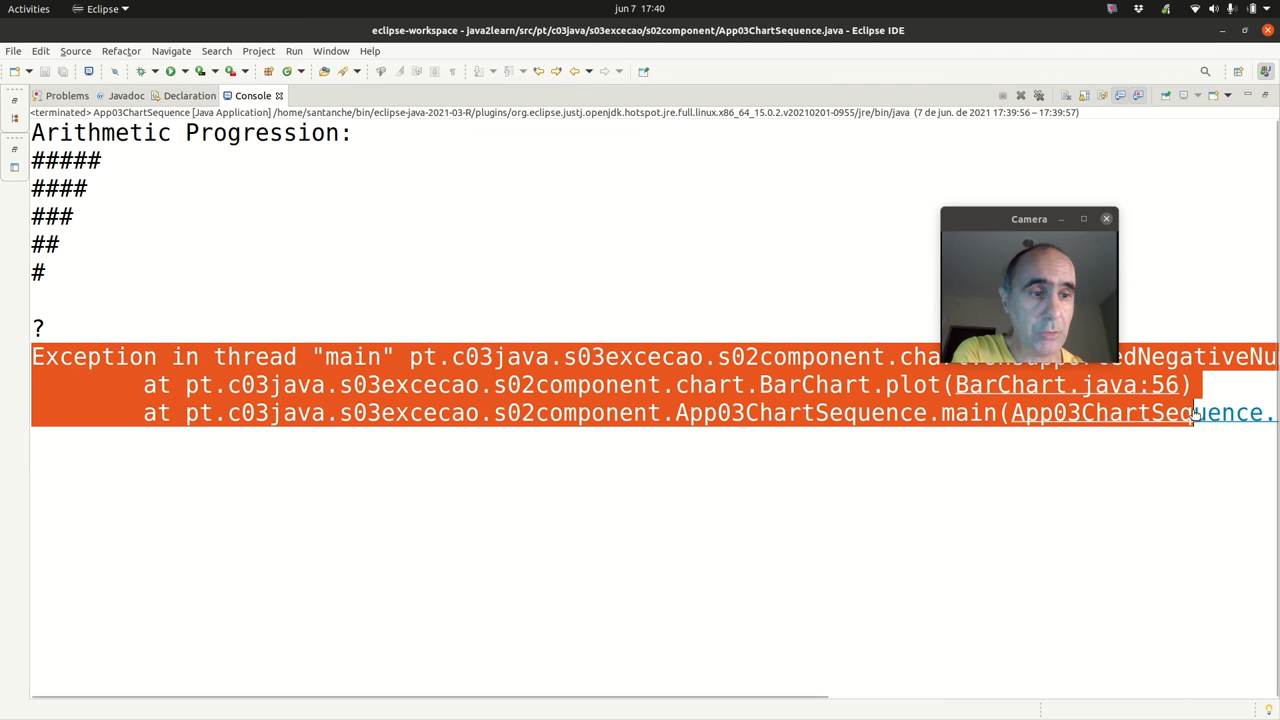 Activities Eclipse jun 7 17:40
eclipse-workspace - java2learn/src/pt/c03java/s03excecao/s02component/App03ChartSequence.java - Eclipse IDE
File Edit Source Refactor Navigate Search Project Run Window Help
Problems Javadoc Declaration Console
<terminated> App03ChartSequence [Java Application] /home/santanche/bin/eclipse-java-2021-03-R/plugins/org.eclipse.justj.openjdk.hotspot.jre.full.linux.x86_64_15.0.2.v20210201-0955/jre/bin/java (7 de jun. de 2021 17:39:56 – 17:39:57)
Arithmetic Progression:
#####
####
###
##
#
?
Camera
Exception in thread "main" pt.c03java.s03excecao.s02component.char
at pt.c03java.s03excecao.s02component.chart.BarChart.plot(BarChart.java:56)
at pt.c03java.s03excecao.s02component.App03ChartSequence.main(App03ChartSequence.